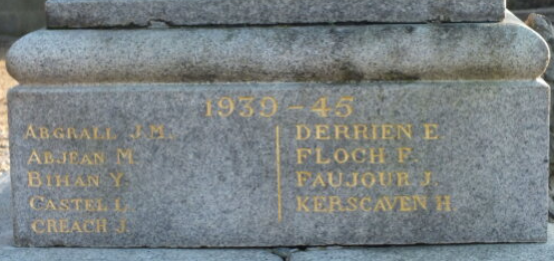 1939-45
ABGRALL J.M.
ABJEAN M.
BIHAN Y.
CASTEL L.
CREACH J.
DERRIEN E.
FLOCH F.
FAUJOUR J.
KERSCAVEN H.